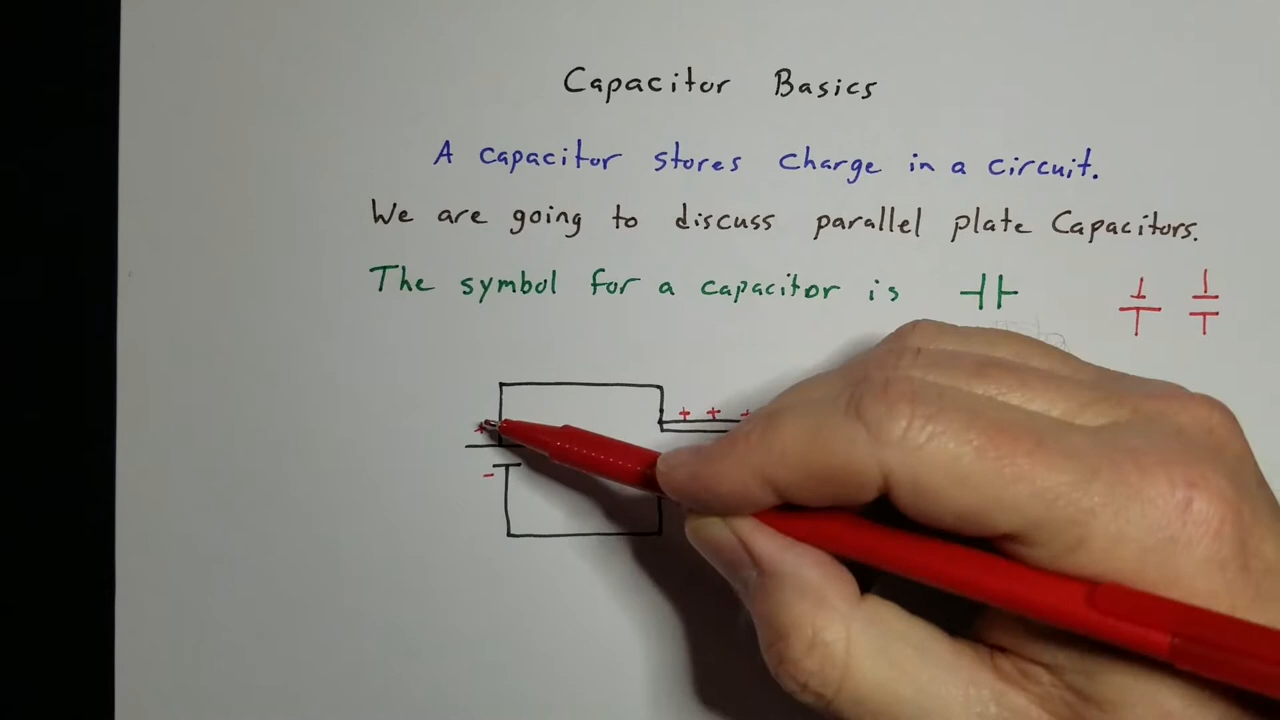 Capacitor Basics
A capacitor stores charge in a circuit.
We are going to discuss parallel plate Capacitors.
The symbol for a capacitor is
+ + + +
-